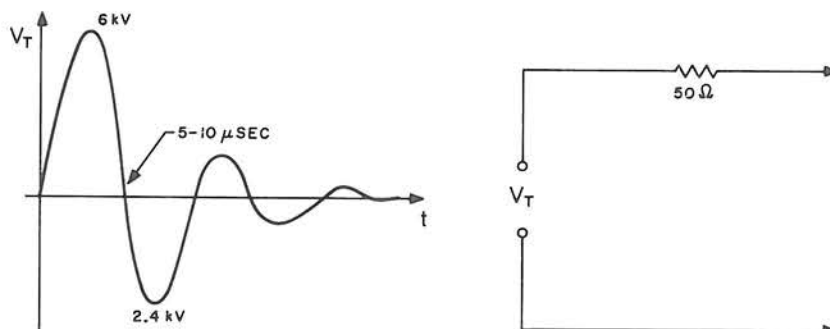 6 kV
V_T
5-10 µSEC
t
2.4 kV
50 Ω
V_T